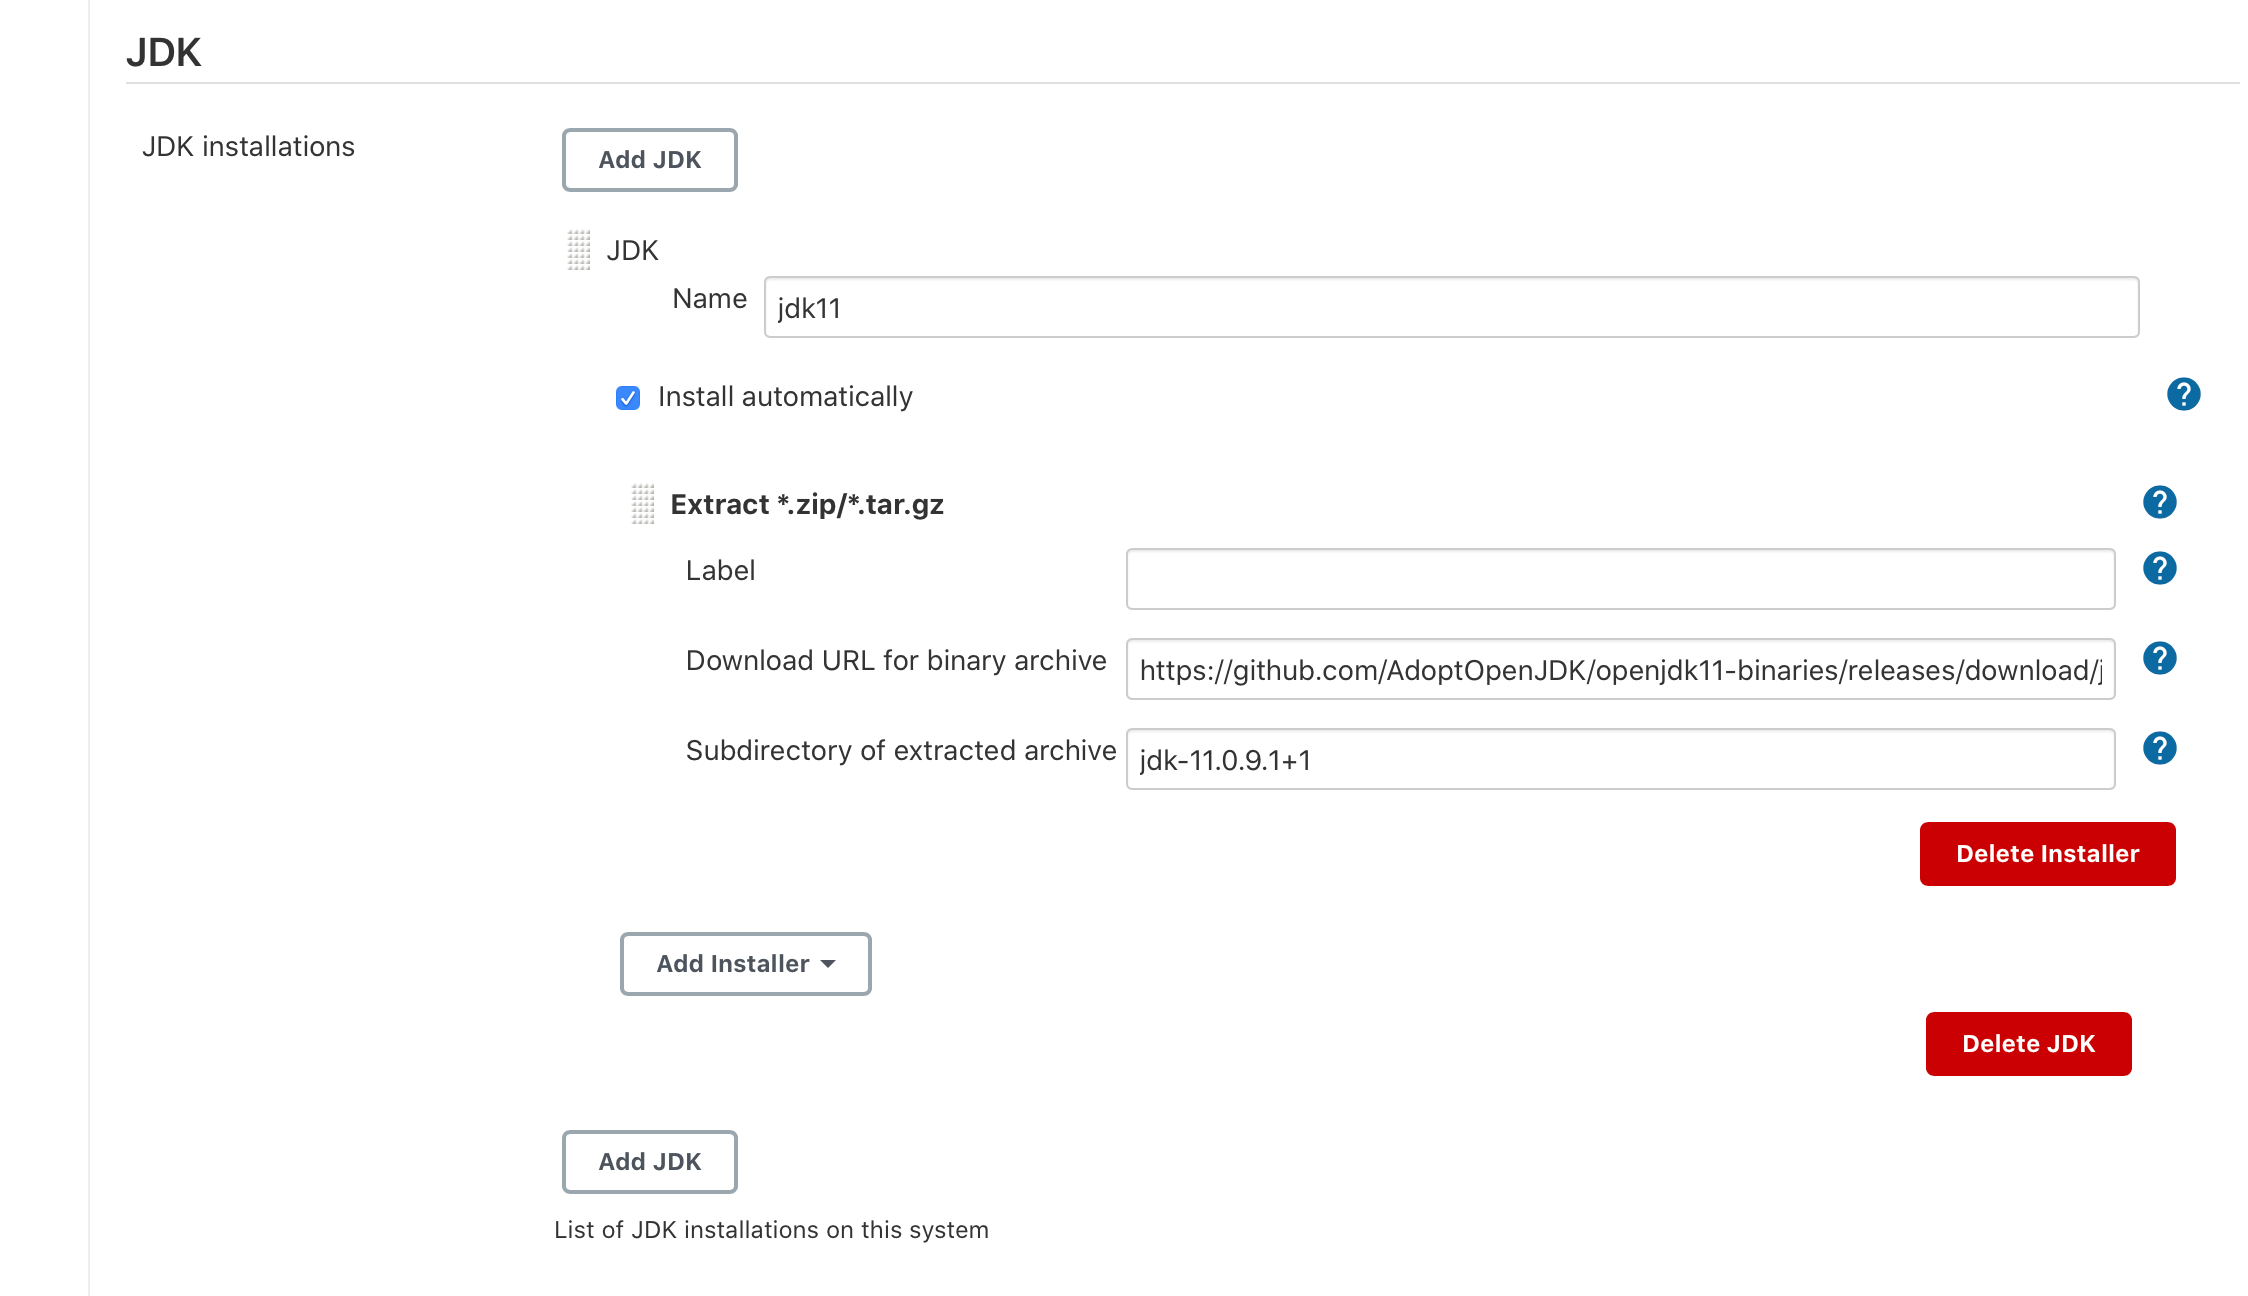 JDK
JDK installations
Add JDK
JDK
Name
jdk11
Install automatically
?
Extract *.zip/*.tar.gz
?
Label
?
Download URL for binary archive
https://github.com/AdoptOpenJDK/openjdk11-binaries/releases/download/j
?
Subdirectory of extracted archive
jdk-11.0.9.1+1
?
Delete Installer
Add Installer
Delete JDK
Add JDK
List of JDK installations on this system